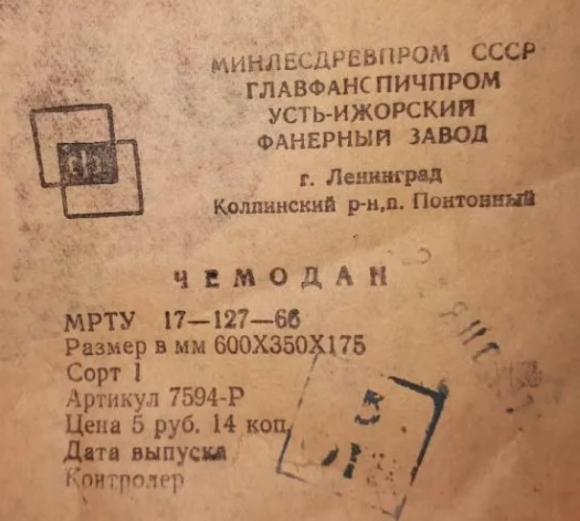 МИНЛЕСДРЕВПРОМ СССР
ГЛАВФАНСПИЧПРОМ
УСТЬ-ИЖОРСКИЙ
ФАНЕРНЫЙ ЗАВОД
г. Ленинград
Колпинский р-н,п. Понтонный
ЧЕМОДАН
МРТУ 17—127—66
Размер в мм 600Х350Х175
Сорт 1
Артикул 7594-Р
Цена 5 руб. 14 коп.
Дата выпуска
Контролер